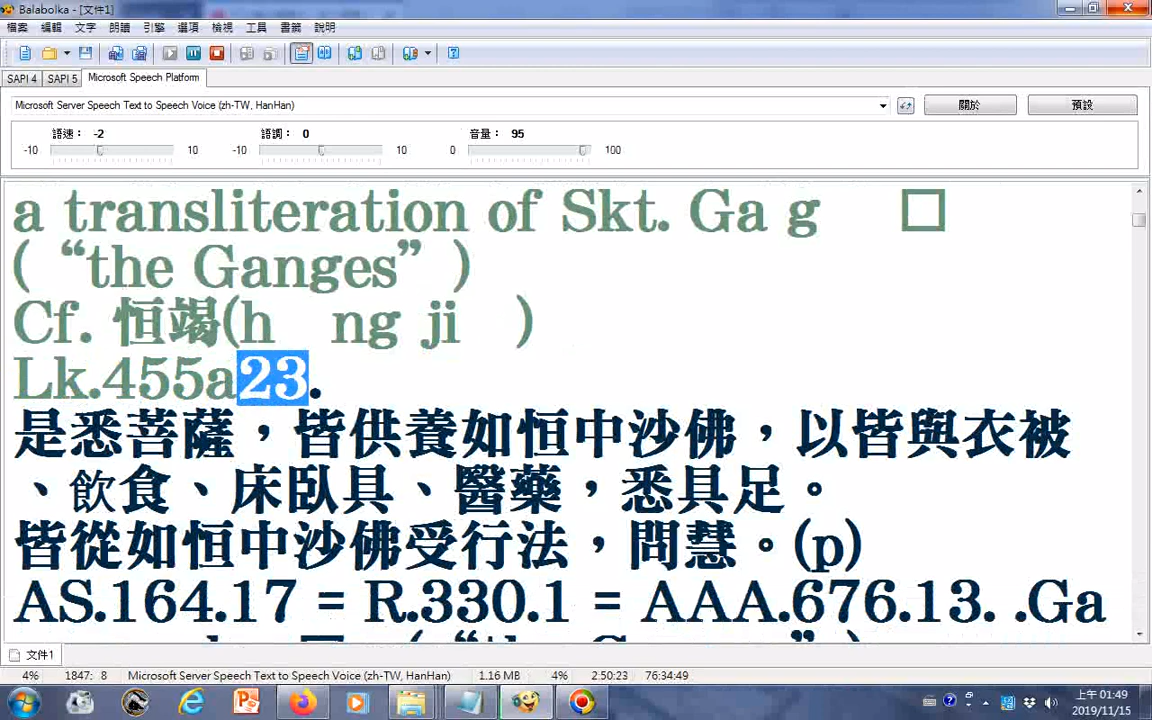 Balabolka - [文件1]
檔案 編輯 文字 朗讀 引擎 選項 檢視 工具 書籤 說明
SAPI 4 SAPI 5 Microsoft Speech Platform
Microsoft Server Speech Text to Speech Voice (zh-TW, HanHan) 關於 預設
語速： -2 語調： 0 音量： 95
-10 10 -10 10 0 100
a transliteration of Skt. Ga g □
(“the Ganges”)
Cf. 恒竭(h ng ji )
Lk.455a23.
是悉菩薩，皆供養如恒中沙佛，以皆與衣被
、飲食、床臥具、醫藥，悉具足。
皆從如恒中沙佛受行法，問慧。(p)
AS.164.17 = R.330.1 = AAA.676.13. .Ga
文件1
4% 1847: 8 Microsoft Server Speech Text to Speech Voice (zh-TW, HanHan) 1.16 MB 4% 2:50:23 76:34:49
上午 01:49
2019/11/15